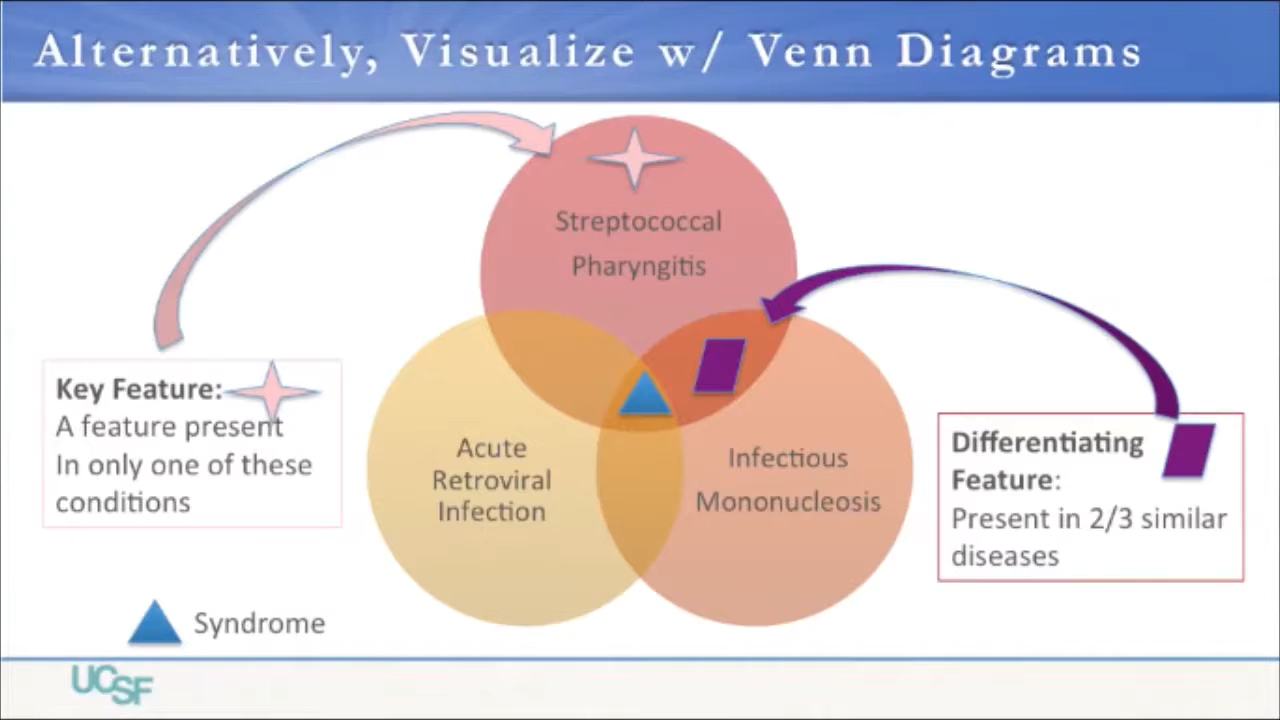 Alternatively, Visualize w/ Venn Diagrams
Streptococcal
Pharyngitis
Key Feature:
A feature present
In only one of these
conditions
Acute
Retroviral
Infection
Infectious
Mononucleosis
Differentiating
Feature:
Present in 2/3 similar
diseases
Syndrome
UCSF